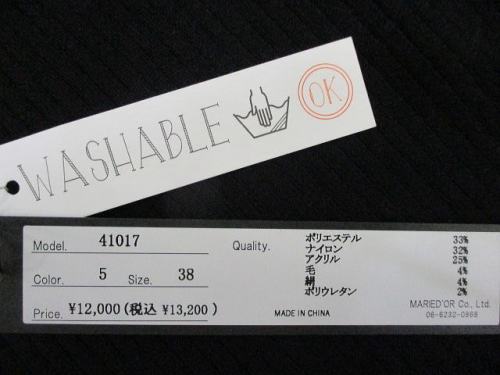 WASHABLE OK
Model. 41017
Color. 5 Size. 38
Price. ¥12,000(税込 ¥13,200 )
Quality. ポリエステル 33%
ナイロン 32%
アクリル 25%
毛 4%
絹 4%
ポリウレタン 2%
MADE IN CHINA
MARIED'OR Co., Ltd.
06-6232-0868